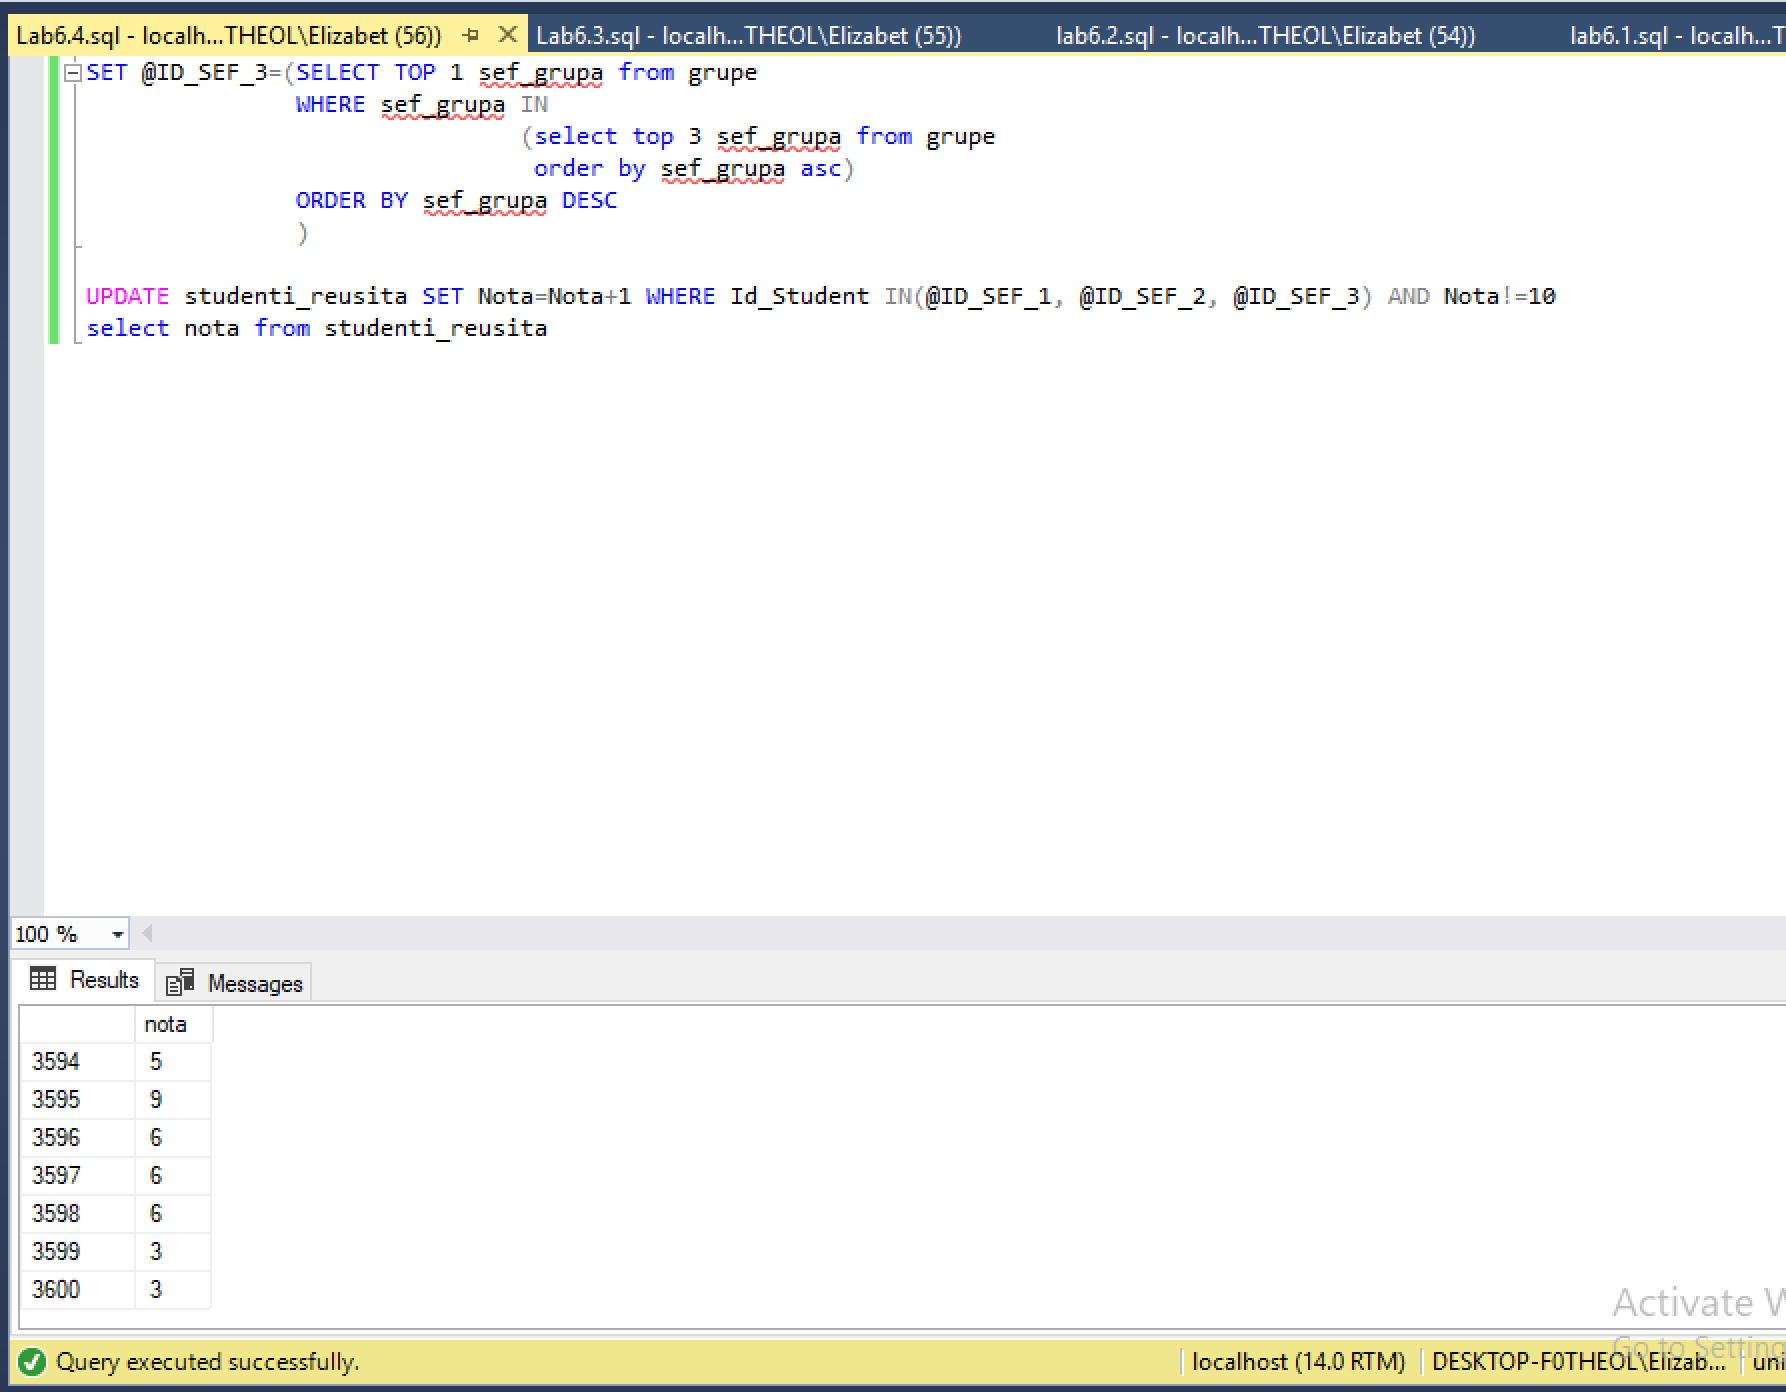 Lab6.4.sql - localh...THEOL\Elizabet (56)) Lab6.3.sql - localh...THEOL\Elizabet (55)) lab6.2.sql - localh...THEOL\Elizabet (54)) lab6.1.sql - localh...T
SET @ID_SEF_3=(SELECT TOP 1 sef_grupa from grupe
WHERE sef_grupa IN
(select top 3 sef_grupa from grupe
order by sef_grupa asc)
ORDER BY sef_grupa DESC
)
UPDATE studenti_reusita SET Nota=Nota+1 WHERE Id_Student IN(@ID_SEF_1, @ID_SEF_2, @ID_SEF_3) AND Nota!=10
select nota from studenti_reusita
100 %
Results Messages
nota
3594 5
3595 9
3596 6
3597 6
3598 6
3599 3
3600 3
Activate W
Go to Setting
Query executed successfully. localhost (14.0 RTM) DESKTOP-F0THEOL\Elizab... uni